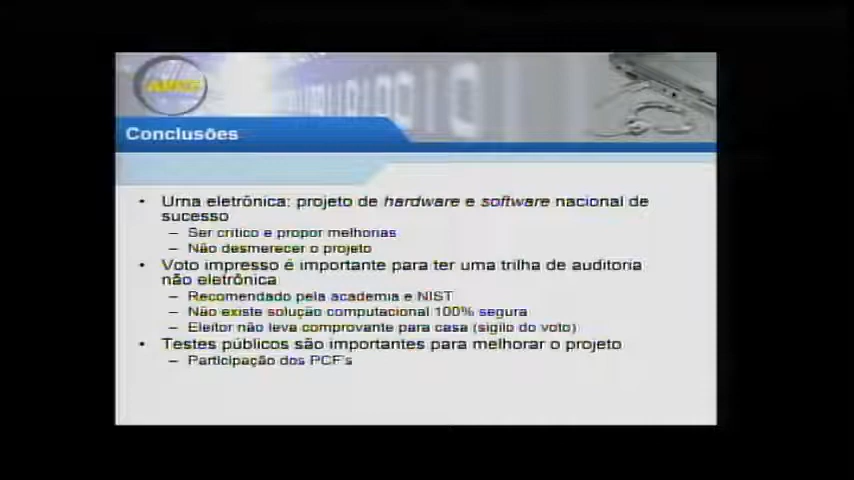 Conclusões
• Urna eletrônica: projeto de hardware e software nacional de
sucesso
– Ser crítico e propor melhorias
– Não desmerecer o projeto
• Voto impresso é importante para ter uma trilha de auditoria
não eletrônica
– Recomendado pela academia e NIST
– Não existe solução computacional 100% segura
– Eleitor não leva comprovante para casa (sigilo do voto)
• Testes públicos são importantes para melhorar o projeto
– Participação dos PCF's